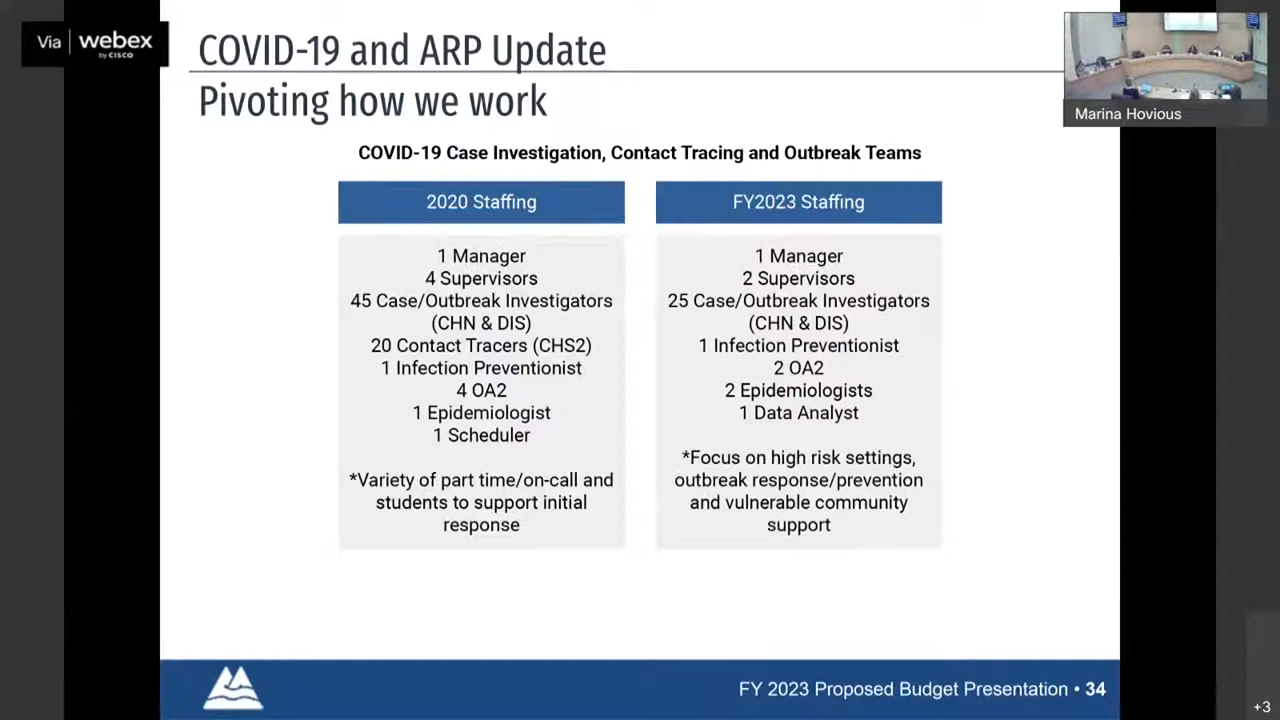 Via webex
by CISCO
COVID-19 and ARP Update
Pivoting how we work
Marina Hovious
COVID-19 Case Investigation, Contact Tracing and Outbreak Teams
2020 Staffing
1 Manager
4 Supervisors
45 Case/Outbreak Investigators
(CHN & DIS)
20 Contact Tracers (CHS2)
1 Infection Preventionist
4 OA2
1 Epidemiologist
1 Scheduler
*Variety of part time/on-call and
students to support initial
response
FY2023 Staffing
1 Manager
2 Supervisors
25 Case/Outbreak Investigators
(CHN & DIS)
1 Infection Preventionist
2 OA2
2 Epidemiologists
1 Data Analyst
*Focus on high risk settings,
outbreak response/prevention
and vulnerable community
support
FY 2023 Proposed Budget Presentation • 34
+3